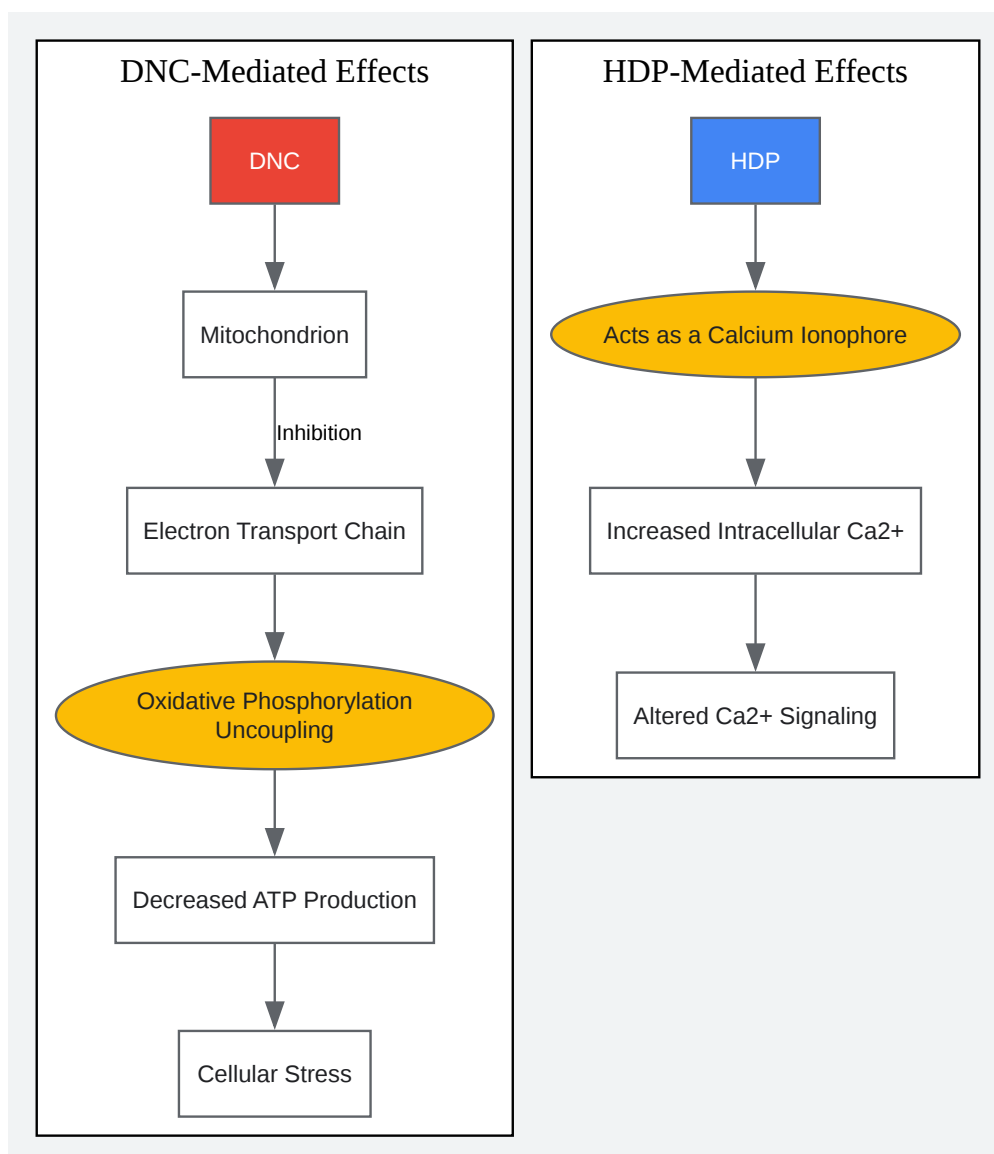 DNC-Mediated Effects
DNC
Mitochondrion
Inhibition
Electron Transport Chain
Oxidative Phosphorylation
Uncoupling
Decreased ATP Production
Cellular Stress
HDP-Mediated Effects
HDP
Acts as a Calcium Ionophore
Increased Intracellular Ca2+
Altered Ca2+ Signaling